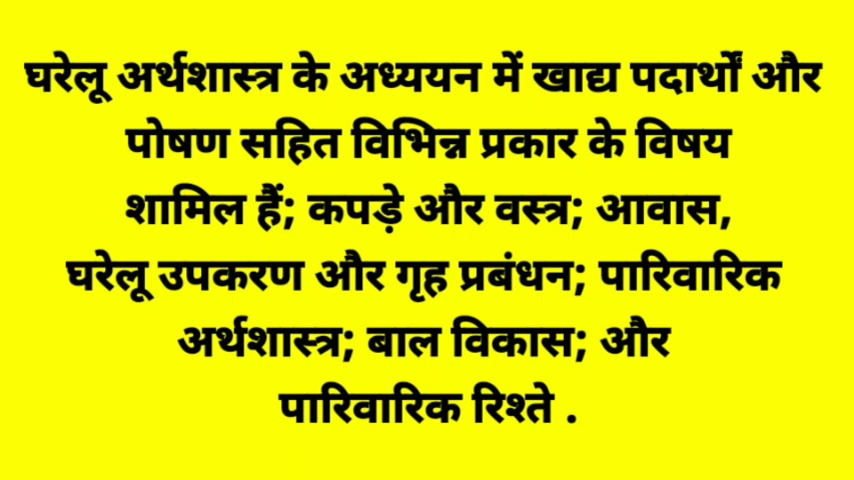 घरेलू अर्थशास्त्र के अध्ययन में खाद्य पदार्थों और
पोषण सहित विभिन्न प्रकार के विषय
शामिल हैं; कपड़े और वस्त्र; आवास,
घरेलू उपकरण और गृह प्रबंधन; पारिवारिक
अर्थशास्त्र; बाल विकास; और
पारिवारिक रिश्ते .